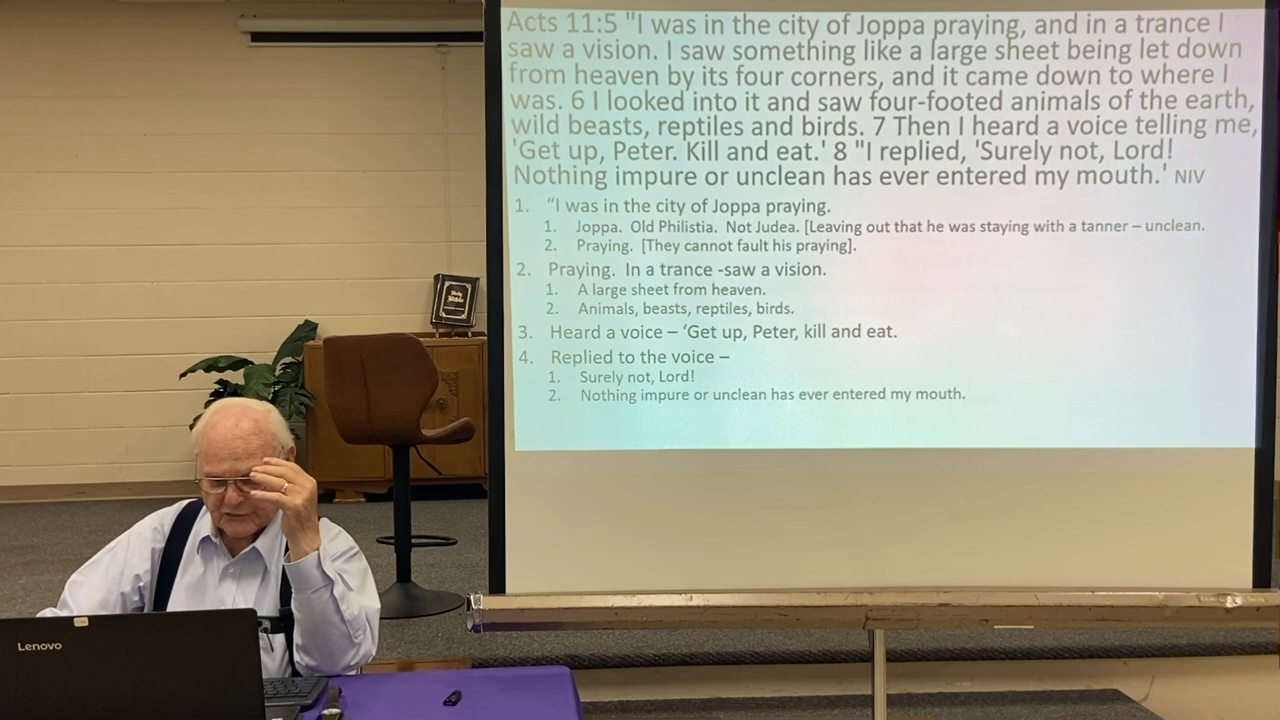 Acts 11:5 "I was in the city of Joppa praying, and in a trance I
saw a vision. I saw something like a large sheet being let down
from heaven by its four corners, and it came down to where I
was. 6 I looked into it and saw four-footed animals of the earth,
wild beasts, reptiles and birds. 7 Then I heard a voice telling me,
'Get up, Peter. Kill and eat.' 8 "I replied, 'Surely not, Lord!
Nothing impure or unclean has ever entered my mouth.' NIV
1. “I was in the city of Joppa praying.
1. Joppa. Old Philistia. Not Judea. [Leaving out that he was staying with a tanner – unclean.
2. Praying. [They cannot fault his praying].
2. Praying. In a trance -saw a vision.
1. A large sheet from heaven.
2. Animals, beasts, reptiles, birds.
3. Heard a voice – ‘Get up, Peter, kill and eat.
4. Replied to the voice –
1. Surely not, Lord!
2. Nothing impure or unclean has ever entered my mouth.
Holy
Bible
Lenovo